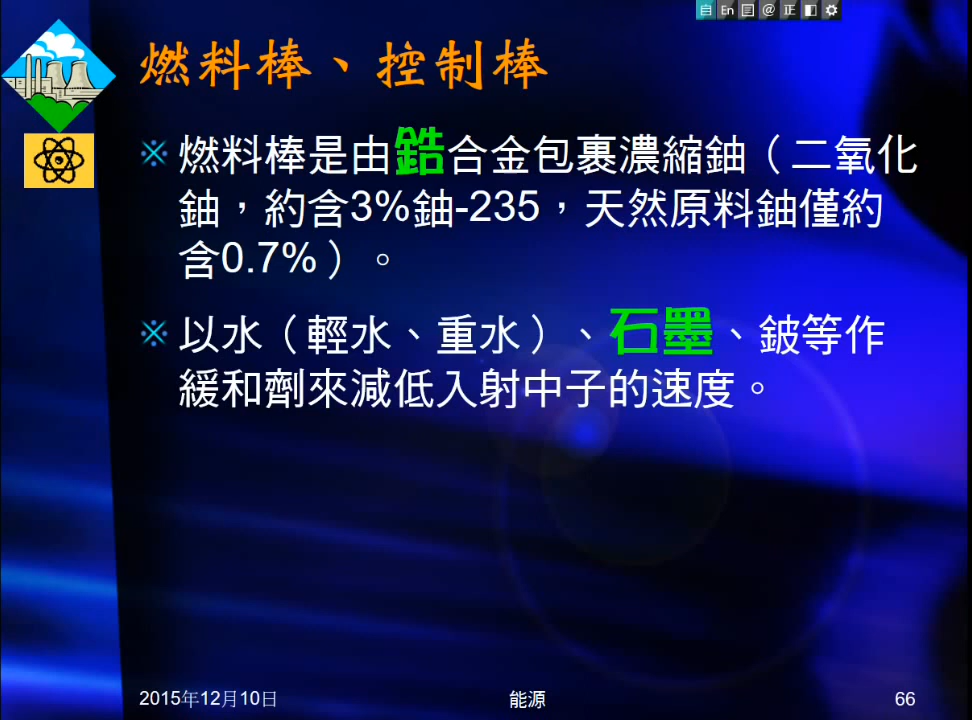 自 En @ 正
燃料棒、控制棒
※ 燃料棒是由鋯合金包裹濃縮鈾（二氧化
鈾，約含3%鈾-235，天然原料鈾僅約
含0.7%）。
※ 以水（輕水、重水）、石墨、鈹等作
緩和劑來減低入射中子的速度。
2015年12月10日
能源
66